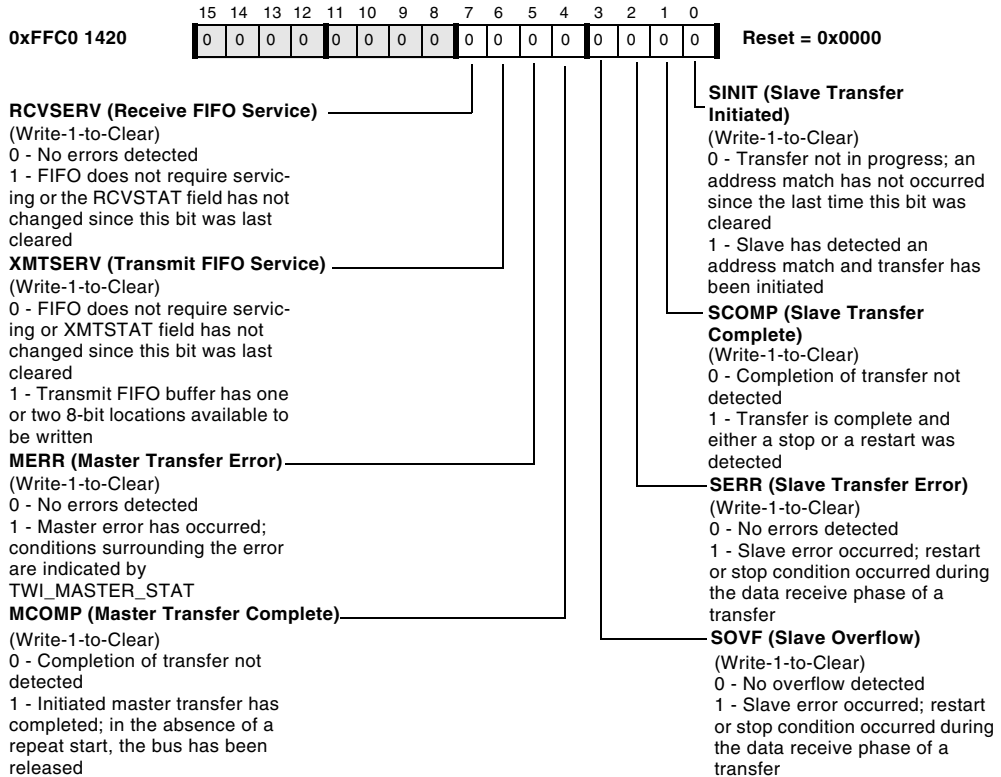 15 14 13 12 11 10 9 8 7 6 5 4 3 2 1 0
0xFFC0 1420
0 0 0 0 0 0 0 0 0 0 0 0 0 0 0 0
Reset = 0x0000
RCVSERV (Receive FIFO Service)
(Write-1-to-Clear)
0 - No errors detected
1 - FIFO does not require servic-
ing or the RCVSTAT field has not
changed since this bit was last
cleared
XMTSERV (Transmit FIFO Service)
(Write-1-to-Clear)
0 - FIFO does not require servic-
ing or XMTSTAT field has not
changed since this bit was last
cleared
1 - Transmit FIFO buffer has one
or two 8-bit locations available to
be written
MERR (Master Transfer Error)
(Write-1-to-Clear)
0 - No errors detected
1 - Master error has occurred;
conditions surrounding the error
are indicated by
TWI_MASTER_STAT
MCOMP (Master Transfer Complete)
(Write-1-to-Clear)
0 - Completion of transfer not
detected
1 - Initiated master transfer has
completed; in the absence of a
repeat start, the bus has been
released
SINIT (Slave Transfer
Initiated)
(Write-1-to-Clear)
0 - Transfer not in progress; an
address match has not occurred
since the last time this bit was
cleared
1 - Slave has detected an
address match and transfer has
been initiated
SCOMP (Slave Transfer
Complete)
(Write-1-to-Clear)
0 - Completion of transfer not
detected
1 - Transfer is complete and
either a stop or a restart was
detected
SERR (Slave Transfer Error)
(Write-1-to-Clear)
0 - No errors detected
1 - Slave error occurred; restart
or stop condition occurred during
the data receive phase of a
transfer
SOVF (Slave Overflow)
(Write-1-to-Clear)
0 - No overflow detected
1 - Slave error occurred; restart
or stop condition occurred during
the data receive phase of a
transfer